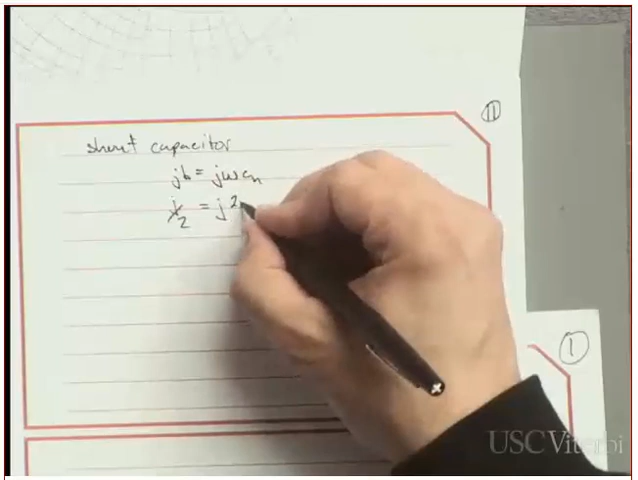 11
shunt capacitor
jb = jωcn
j/2 = j2
1
USC Viterbi